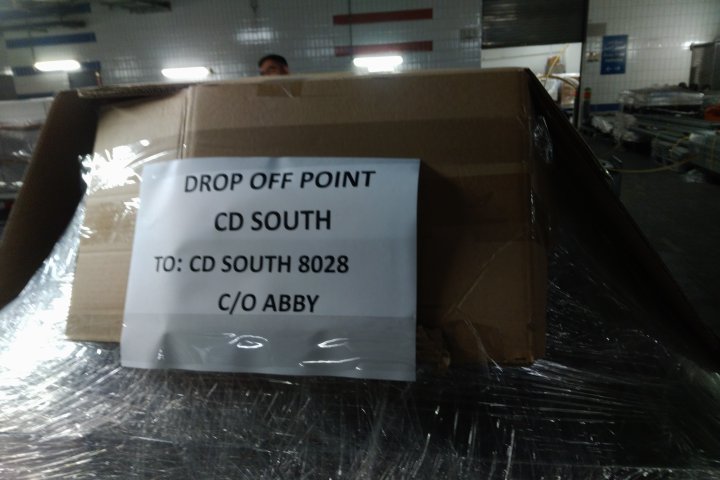 DROP OFF POINT
CD SOUTH
TO: CD SOUTH 8028
C/O ABBY